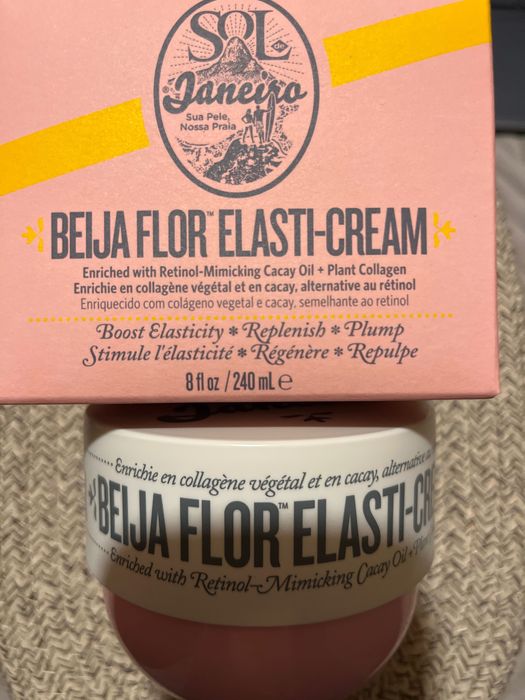 SOL de
Janeiro®
Sua Pele,
Nossa Praia
BEIJA FLOR™ ELASTI-CREAM
Enriched with Retinol-Mimicking Cacay Oil + Plant Collagen
Enrichie en collagène végétal et en cacay, alternative au rétinol
Enriquecido com colágeno vegetal e cacay, semelhante ao retinol
Boost Elasticity * Replenish * Plump
Stimule l'élasticité * Régénère * Repulpe
8 fl oz / 240 mL ℮
Enrichie en collagène végétal et en cacay, alternative au
BEIJA FLOR™ ELASTI-CR
Enriched with Retinol-Mimicking Cacay Oil +